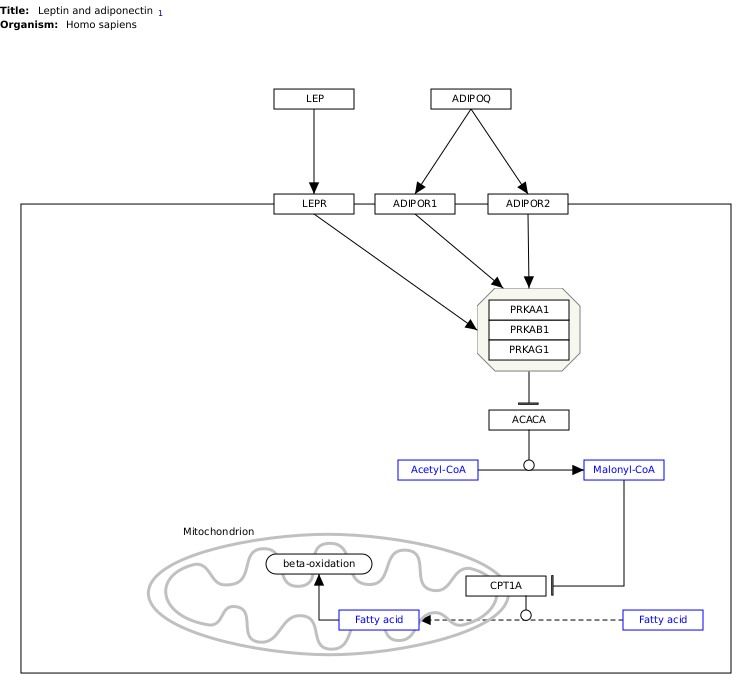 Title: Leptin and adiponectin 1
Organism: Homo sapiens
LEP
ADIPOQ
LEPR
ADIPOR1
ADIPOR2
PRKAA1
PRKAB1
PRKAG1
ACACA
Acetyl-CoA
Malonyl-CoA
Mitochondrion
beta-oxidation
CPT1A
Fatty acid
Fatty acid